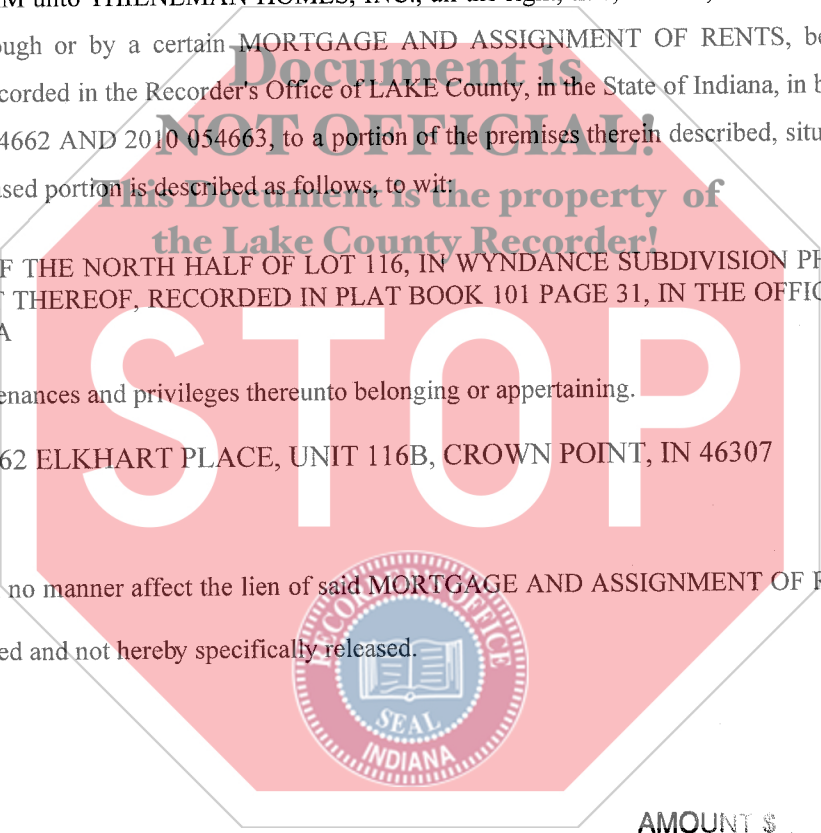 M unto THIENEMAN HOMES, INC., all the right,
ough or by a certain MORTGAGE AND ASSIGNMENT OF RENTS, be
Document is
corded in the Recorder's Office of LAKE County, in the State of Indiana, in
4662 AND 2010 054663, to a portion of the premises therein described, situ
NOT OFFICIAL!
ased portion is described as follows, to wit:
This Document is the property of
the Lake County Recorder!
F THE NORTH HALF OF LOT 116, IN WYNDANCE SUBDIVISION PH
T THEREOF, RECORDED IN PLAT BOOK 101 PAGE 31, IN THE OFFIC
A
STOP
enances and privileges thereunto belonging or appertaining.
62 ELKHART PLACE, UNIT 116B, CROWN POINT, IN 46307
no manner affect the lien of said MORTGAGE AND ASSIGNMENT OF R
ed and not hereby specifically released.
RECORDER'S OFFICE
SEAL
INDIANA
AMOUNT $